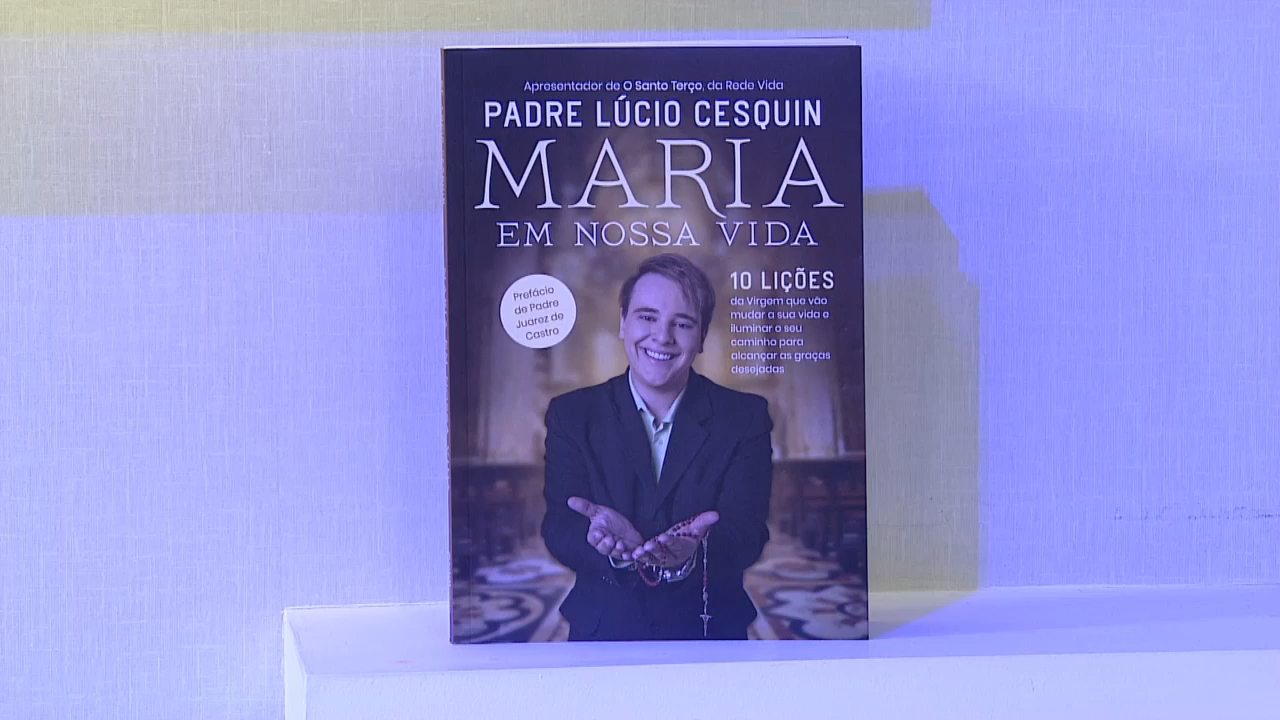 Apresentador de O Santo Terço, da Rede Vida
PADRE LÚCIO CESQUIN
MARIA
EM NOSSA VIDA
Prefácio
de Padre
Juarez de
Castro
10 LIÇÕES
da Virgem que vão
mudar a sua vida e
iluminar o seu
caminho para
alcançar as graças
desejadas